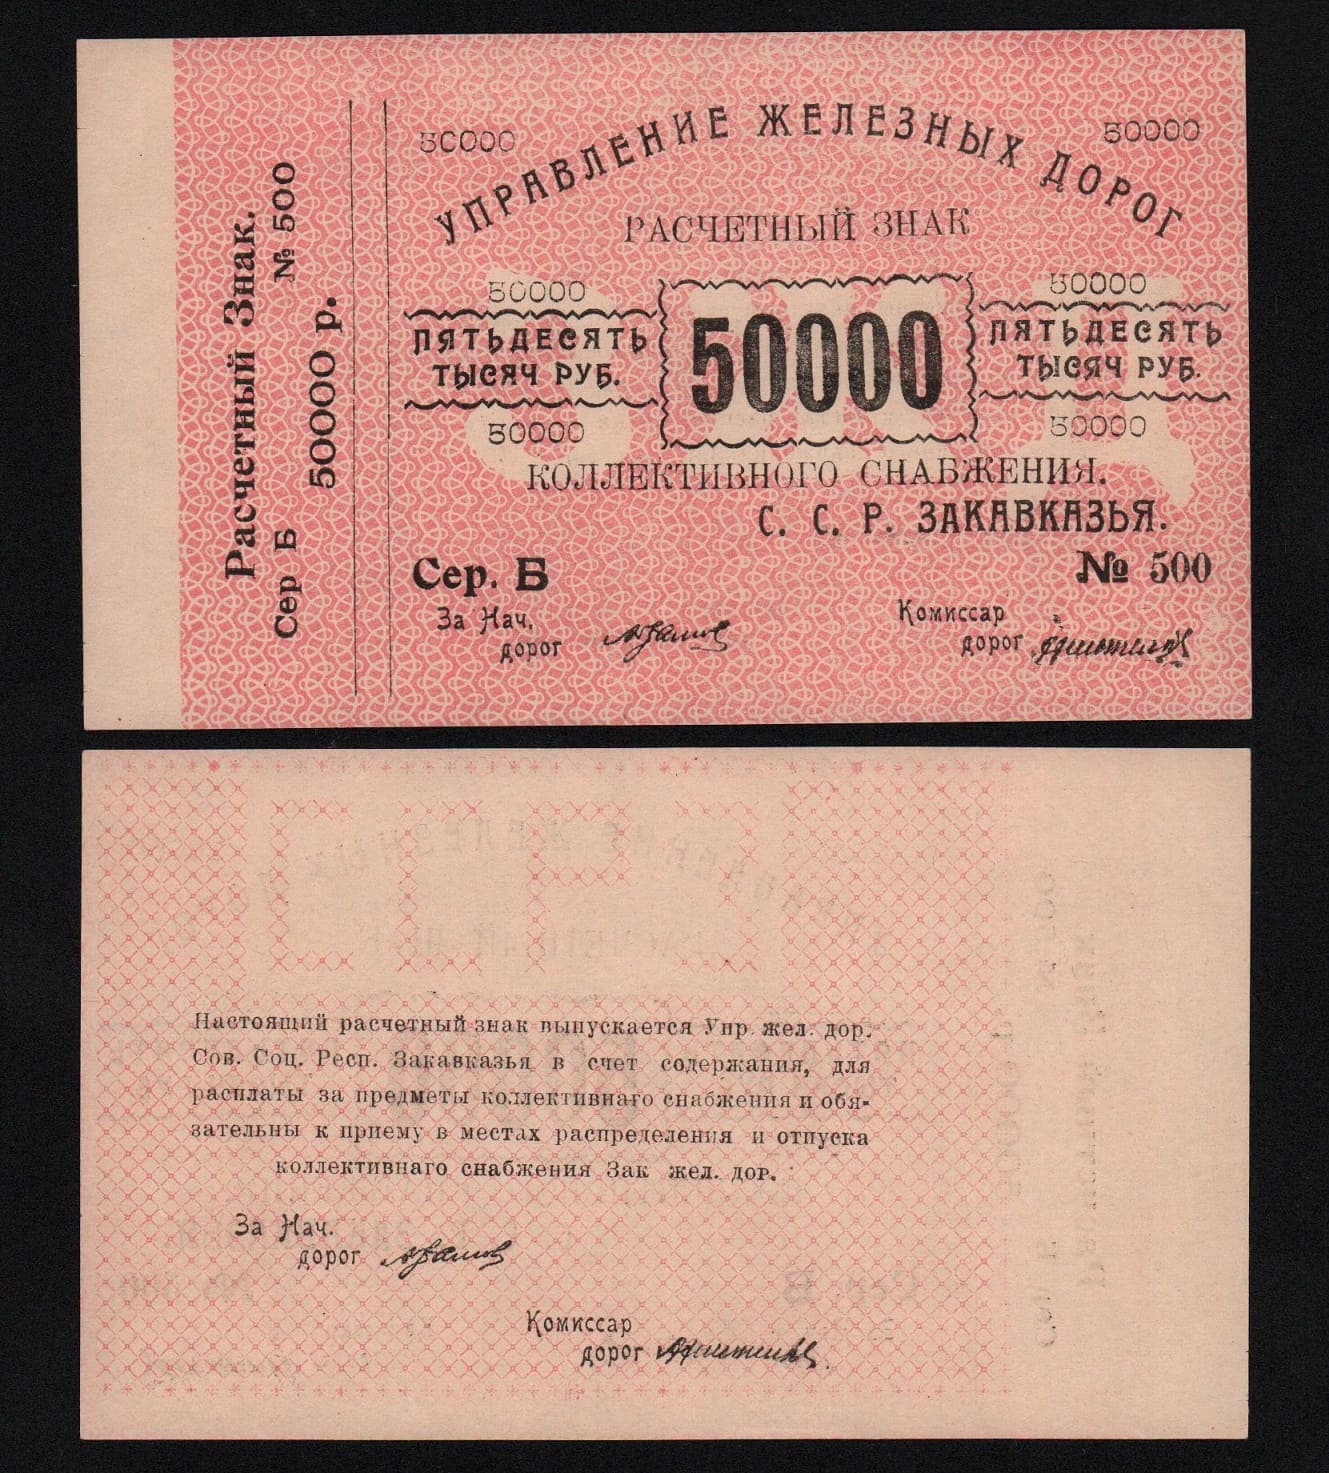 Расчетный Знак.
Сер Б № 500
50000 р.
50000 50000
УПРАВЛЕНИЕ ЖЕЛЕЗНЫХ ДОРОГ
РАСЧЕТНЫЙ ЗНАК
50000 50000
ПЯТЬДЕСЯТЬ 50000 ПЯТЬДЕСЯТЬ
ТЫСЯЧ РУБ. ТЫСЯЧ РУБ.
50000 50000
КОЛЛЕКТИВНОГО СНАБЖЕНИЯ.
С. С. Р. ЗАКАВКАЗЬЯ.
Сер. Б № 500
За Нач. Комиссар
дорог дорог
Настоящий расчетный знак выпускается Упр. жел. дор.
Сов. Соц. Респ. Закавказья в счет содержания, для
расплаты за предметы коллективнаго снабжения и обя-
зательны к приему в местах распределения и отпуска
коллективнаго снабжения Зак жел. дор.
За Нач.
дорог
Комиссар
дорог